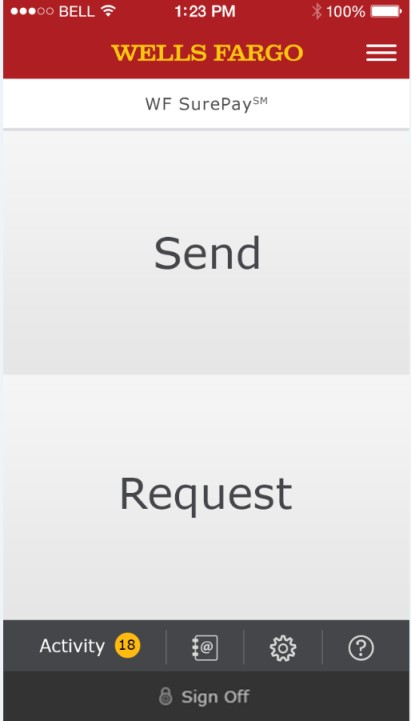 ●●●○○ BELL 1:23 PM 100%
WELLS FARGO
WF SurePay℠
Send
Request
Activity 18 @ ?
Sign Off